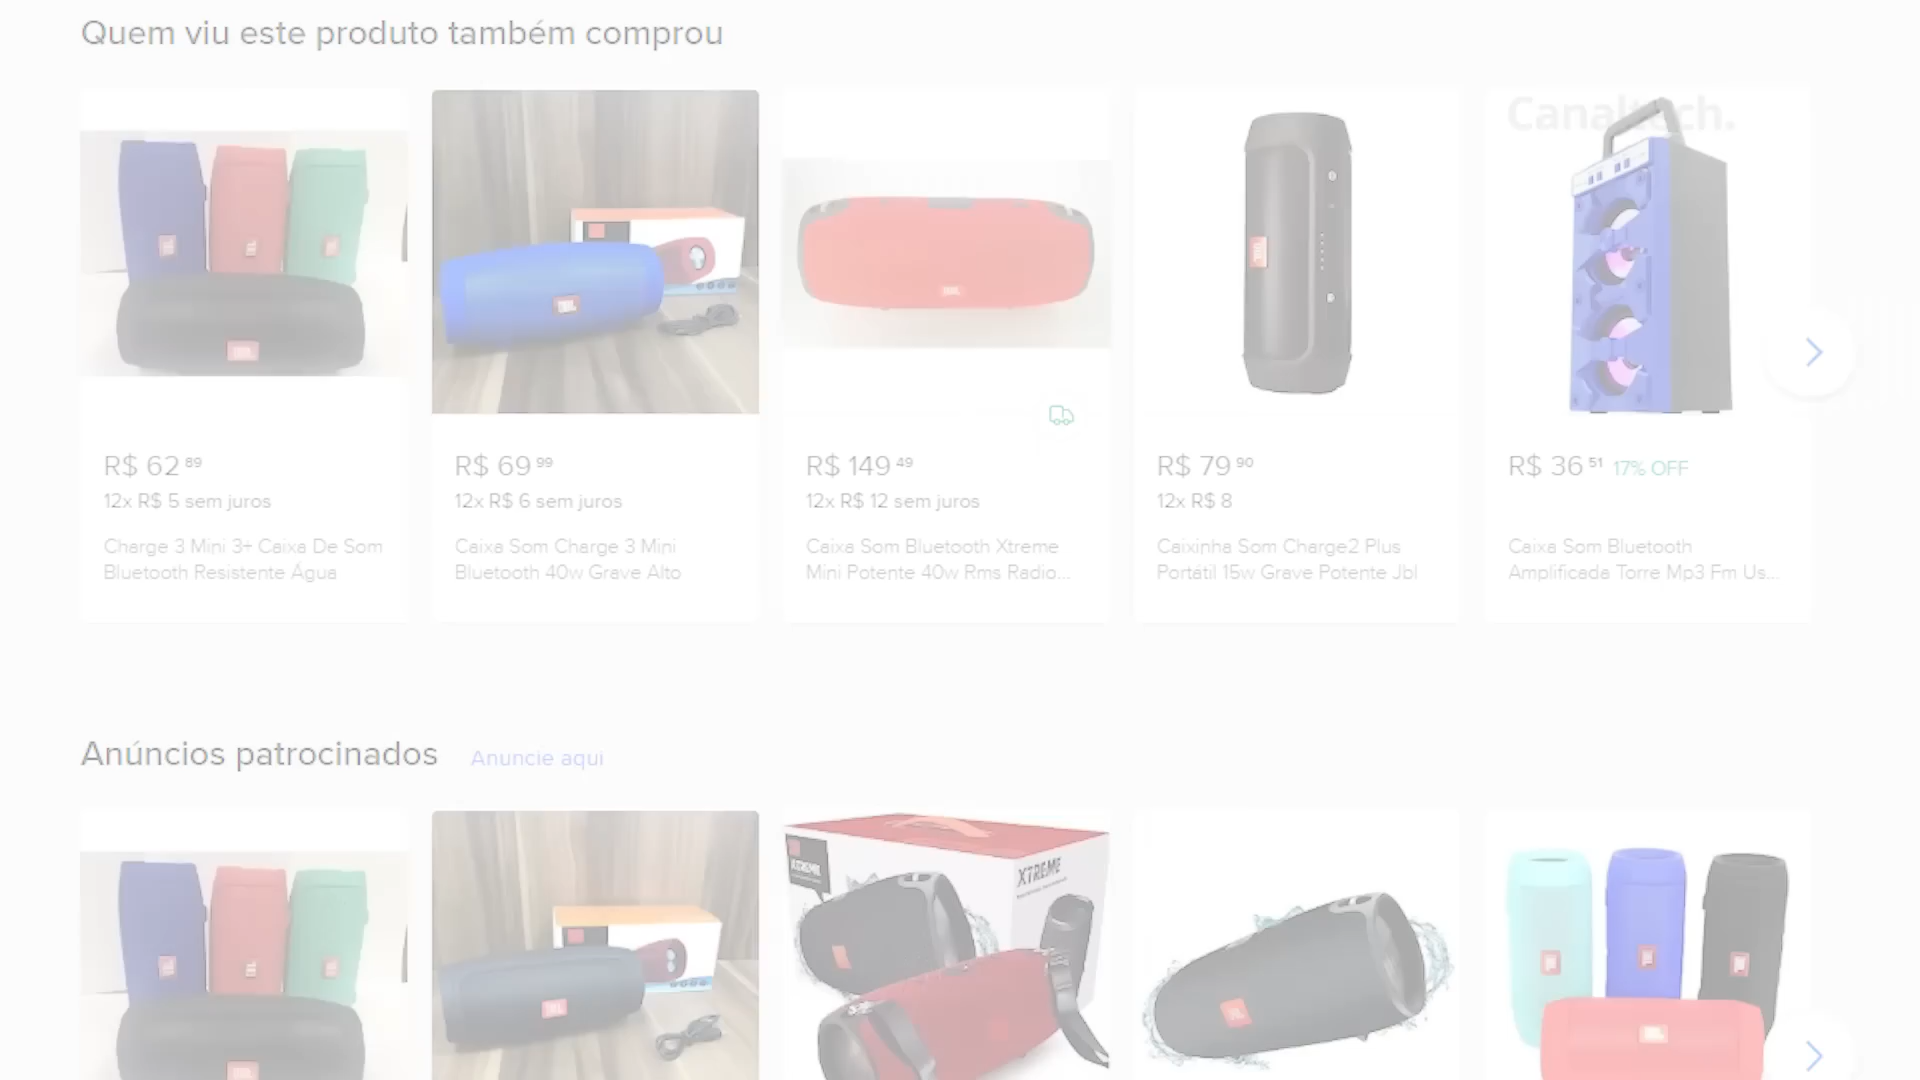 Quem viu este produto também comprou
Canaltech.
R$ 62 89
12x R$ 5 sem juros
Charge 3 Mini 3+ Caixa De Som
Bluetooth Resistente Água
R$ 69 99
12x R$ 6 sem juros
Caixa Som Charge 3 Mini
Bluetooth 40w Grave Alto
R$ 149 49
12x R$ 12 sem juros
Caixa Som Bluetooth Xtreme
Mini Potente 40w Rms Radio...
R$ 79 90
12x R$ 8
Caixinha Som Charge2 Plus
Portátil 15w Grave Potente Jbl
R$ 36 51 17% OFF
Caixa Som Bluetooth
Amplificada Torre Mp3 Fm Us...
Anúncios patrocinados Anuncie aqui
XTREME
XTREME